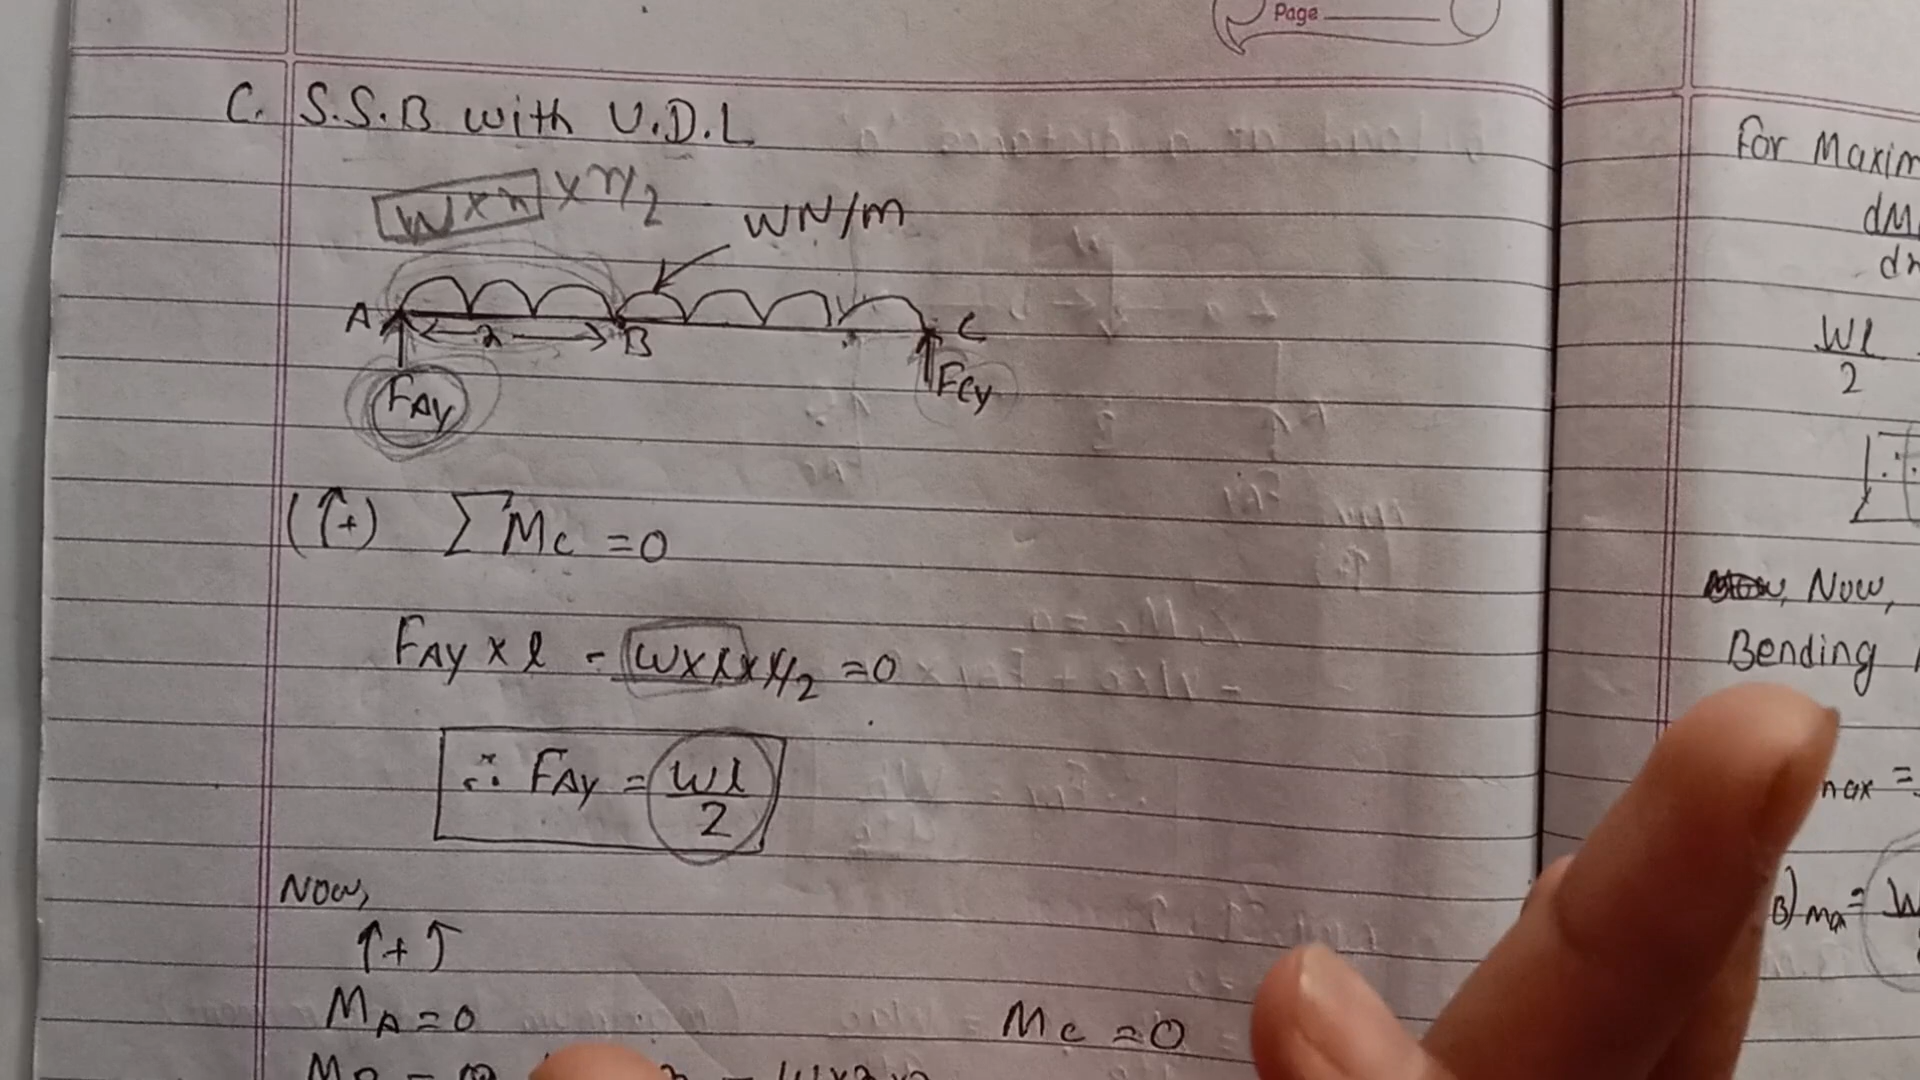 Page
C. S.S.B with U.D.L
W x x x x/2
WN/m
A x B C
FAy FCy
(↑+) ΣMc = 0
FAy x l - wxlxl/2 = 0
∴ FAy = wl/2
Now,
↑+
MA = 0 Mc = 0
For Maxim
dM
dx
Wl
2
Now,
Bending
max =
B) Max = W